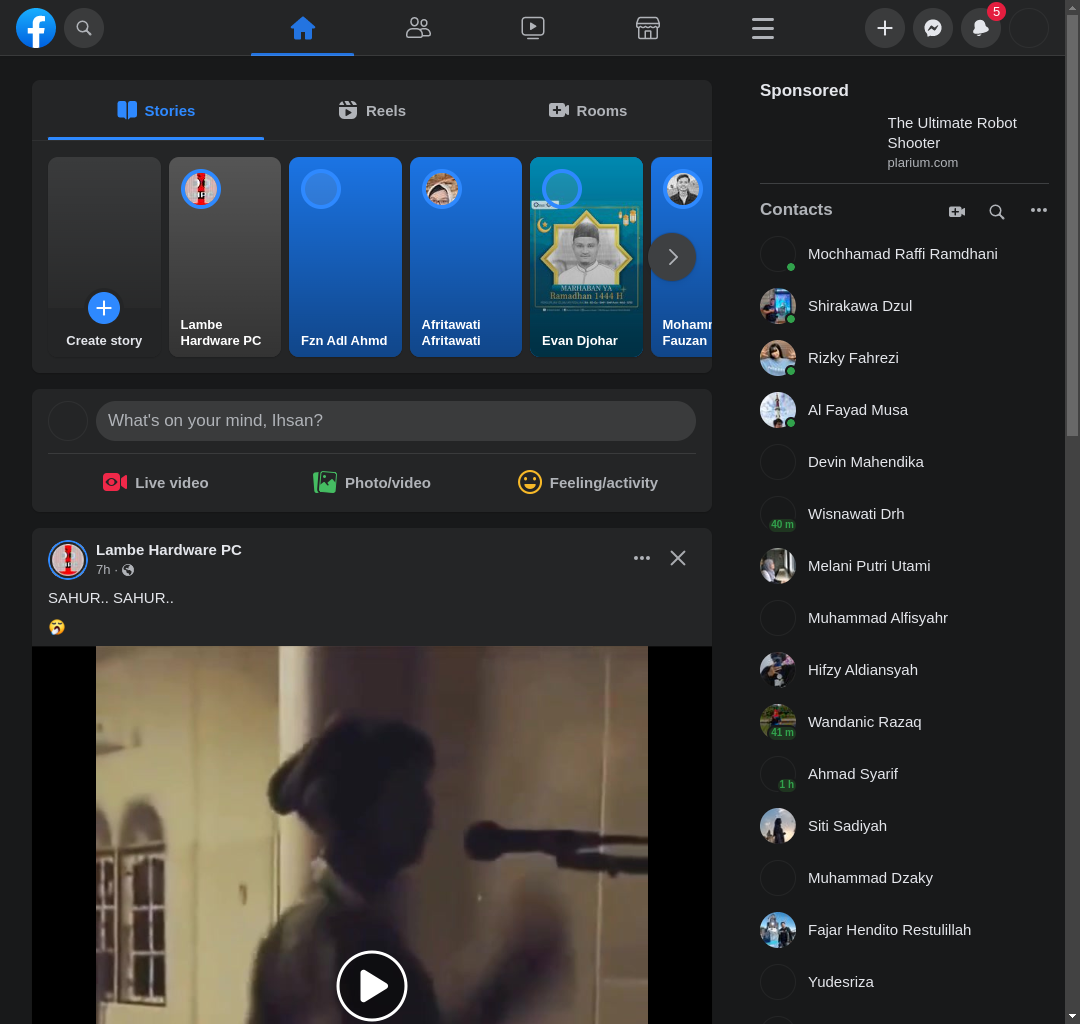 5
Stories
Reels
Rooms
Create story
Lambe
Hardware PC
Fzn Adl Ahmd
Afritawati
Afritawati
MARHABAN YA
Ramadhan 1444 H
Evan Djohar
Fauzan
What's on your mind, Ihsan?
Live video
Photo/video
Feeling/activity
Lambe Hardware PC
7h ·
SAHUR.. SAHUR..
Sponsored
The Ultimate Robot
Shooter
plarium.com
Contacts
Mochhamad Raffi Ramdhani
Shirakawa Dzul
Rizky Fahrezi
Al Fayad Musa
Devin Mahendika
40 m
Wisnawati Drh
Melani Putri Utami
Muhammad Alfisyahr
Hifzy Aldiansyah
41 m
Wandanic Razaq
1 h
Ahmad Syarif
Siti Sadiyah
Muhammad Dzaky
Fajar Hendito Restulillah
Yudesriza